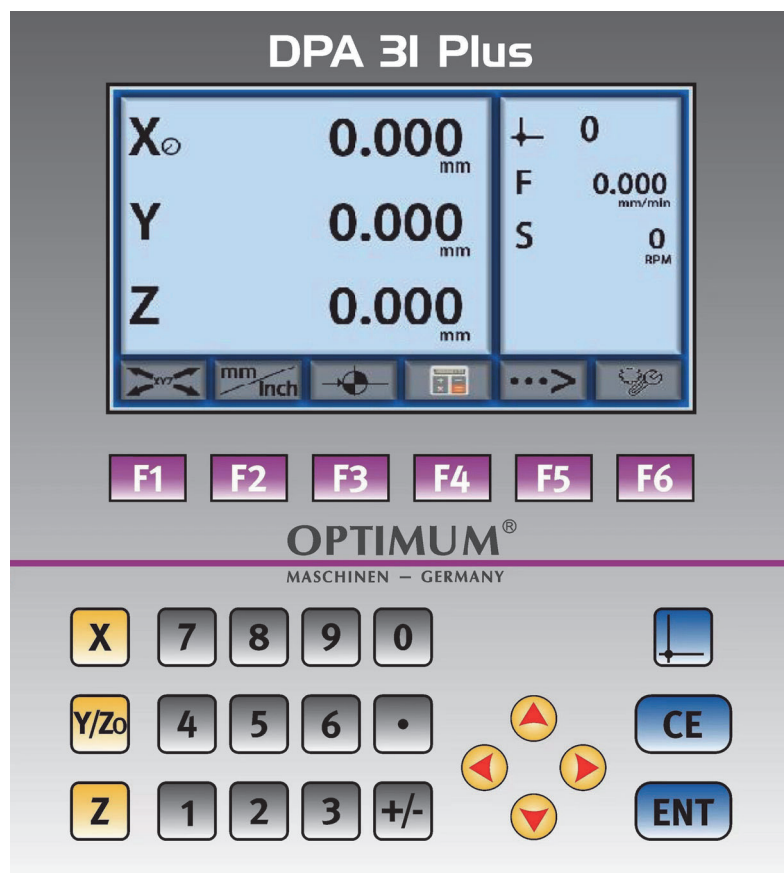 DPA 31 Plus
X 0.000 mm
0
Y 0.000 mm
F 0.000 mm/min
Z 0.000 mm
S 0 RPM
XYZ
mm Inch
...>
F1 F2 F3 F4 F5 F6
OPTIMUM®
MASCHINEN – GERMANY
X 7 8 9 0
Y/Zo 4 5 6 • CE
Z 1 2 3 +/- ENT